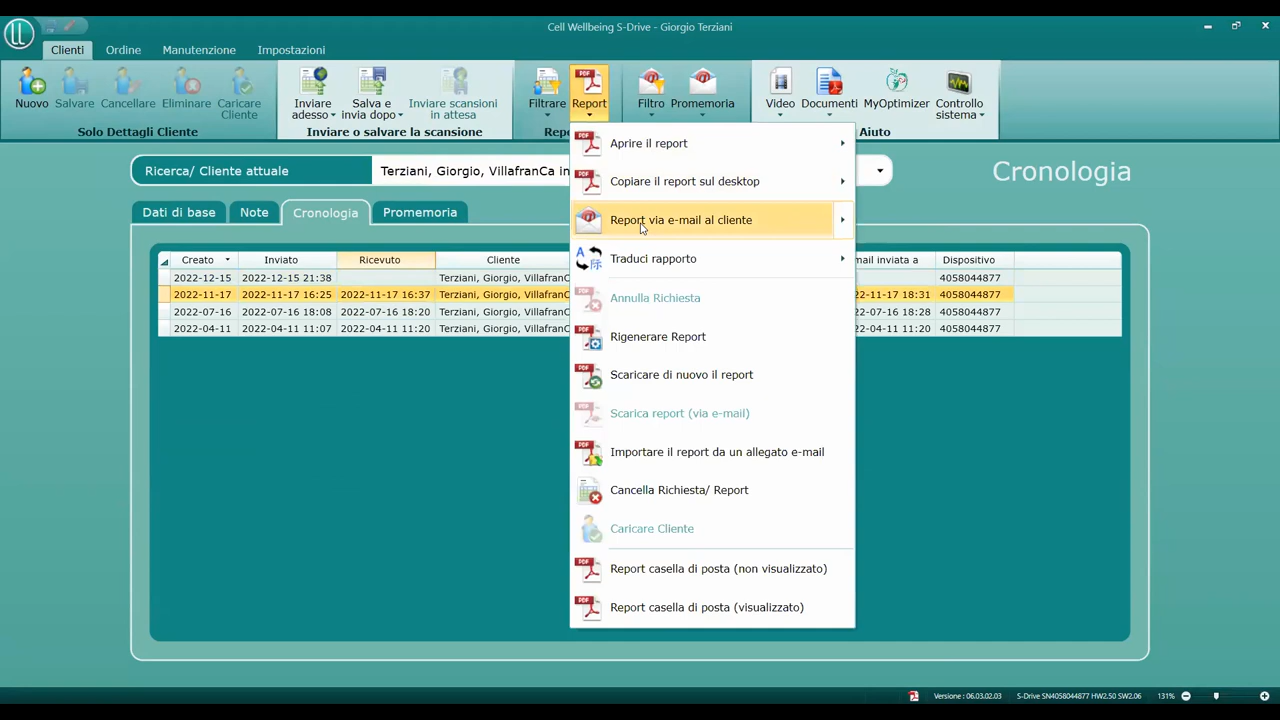 Cell Wellbeing S-Drive - Giorgio Terziani
Clienti Ordine Manutenzione Impostazioni
Nuovo Salvare Cancellare Eliminare Caricare Cliente
Solo Dettagli Cliente
Inviare adesso Salva e invia dopo Inviare scansioni in attesa
Inviare o salvare la scansione
Filtrare Report
Filtro Promemoria
Video Documenti MyOptimizer Controllo sistema
Aiuto
Ricerca/ Cliente attuale
Terziani, Giorgio, VillafranCa in
Cronologia
Dati di base Note Cronologia Promemoria
Creato Inviato Ricevuto Cliente Dispositivo
2022-12-15 2022-12-15 21:38 Terziani, Giorgio, VillafranC 4058044877
2022-11-17 2022-11-17 16:25 2022-11-17 16:37 Terziani, Giorgio, VillafranC 22-11-17 18:31 4058044877
2022-07-16 2022-07-16 18:08 2022-07-16 18:20 Terziani, Giorgio, VillafranC 22-07-16 18:28 4058044877
2022-04-11 2022-04-11 11:07 2022-04-11 11:20 Terziani, Giorgio, VillafranC 22-04-11 11:20 4058044877
Aprire il report
Copiare il report sul desktop
Report via e-mail al cliente
Traduci rapporto
Annulla Richiesta
Rigenerare Report
Scaricare di nuovo il report
Scarica report (via e-mail)
Importare il report da un allegato e-mail
Cancella Richiesta/ Report
Caricare Cliente
Report casella di posta (non visualizzato)
Report casella di posta (visualizzato)
Versione : 06.03.02.03 S-Drive SN4058044877 HW2.50 SW2.06 131%